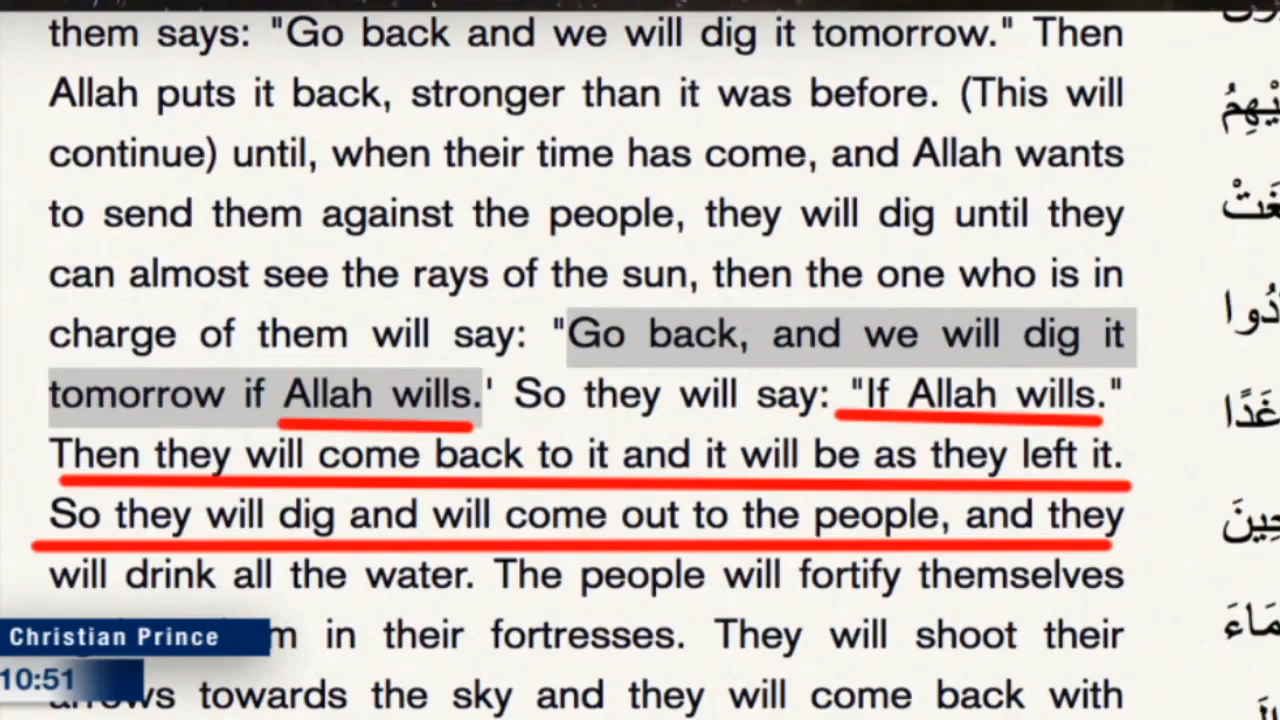 them says: "Go back and we will dig it tomorrow." Then
Allah puts it back, stronger than it was before. (This will
continue) until, when their time has come, and Allah wants
to send them against the people, they will dig until they
can almost see the rays of the sun, then the one who is in
charge of them will say: "Go back, and we will dig it
tomorrow if Allah wills.' So they will say: "If Allah wills."
Then they will come back to it and it will be as they left it.
So they will dig and will come out to the people, and they
will drink all the water. The people will fortify themselves
in their fortresses. They will shoot their
towards the sky and they will come back with
Christian Prince
10:51
غَدًا